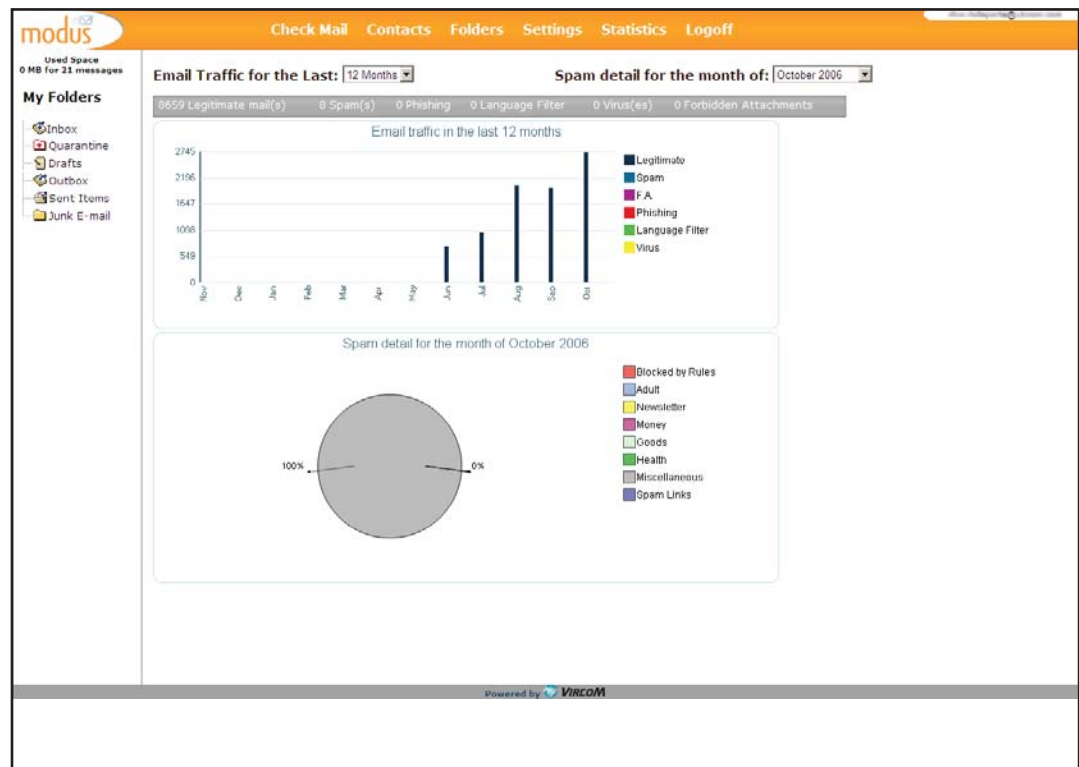 modus
Check Mail Contacts Folders Settings Statistics Logoff
Used Space
0 MB for 21 messages
My Folders
Inbox
Quarantine
Drafts
Outbox
Sent Items
Junk E-mail
Email Traffic for the Last: 12 Months
Spam detail for the month of: October 2006
8659 Legitimate mail(s) 8 Spam(s) 0 Phishing 0 Language Filter 0 Virus(es) 0 Forbidden Attachments
Email traffic in the last 12 months
2745
2196
1647
1098
549
0
Nov Dec Jan Feb Mar Apr May Jun Jul Aug Sep Oct
Legitimate
Spam
F.A.
Phishing
Language Filter
Virus
Spam detail for the month of October 2006
100%
0%
Blocked by Rules
Adult
Newsletter
Money
Goods
Health
Miscellaneous
Spam Links
Powered by VIRCOM